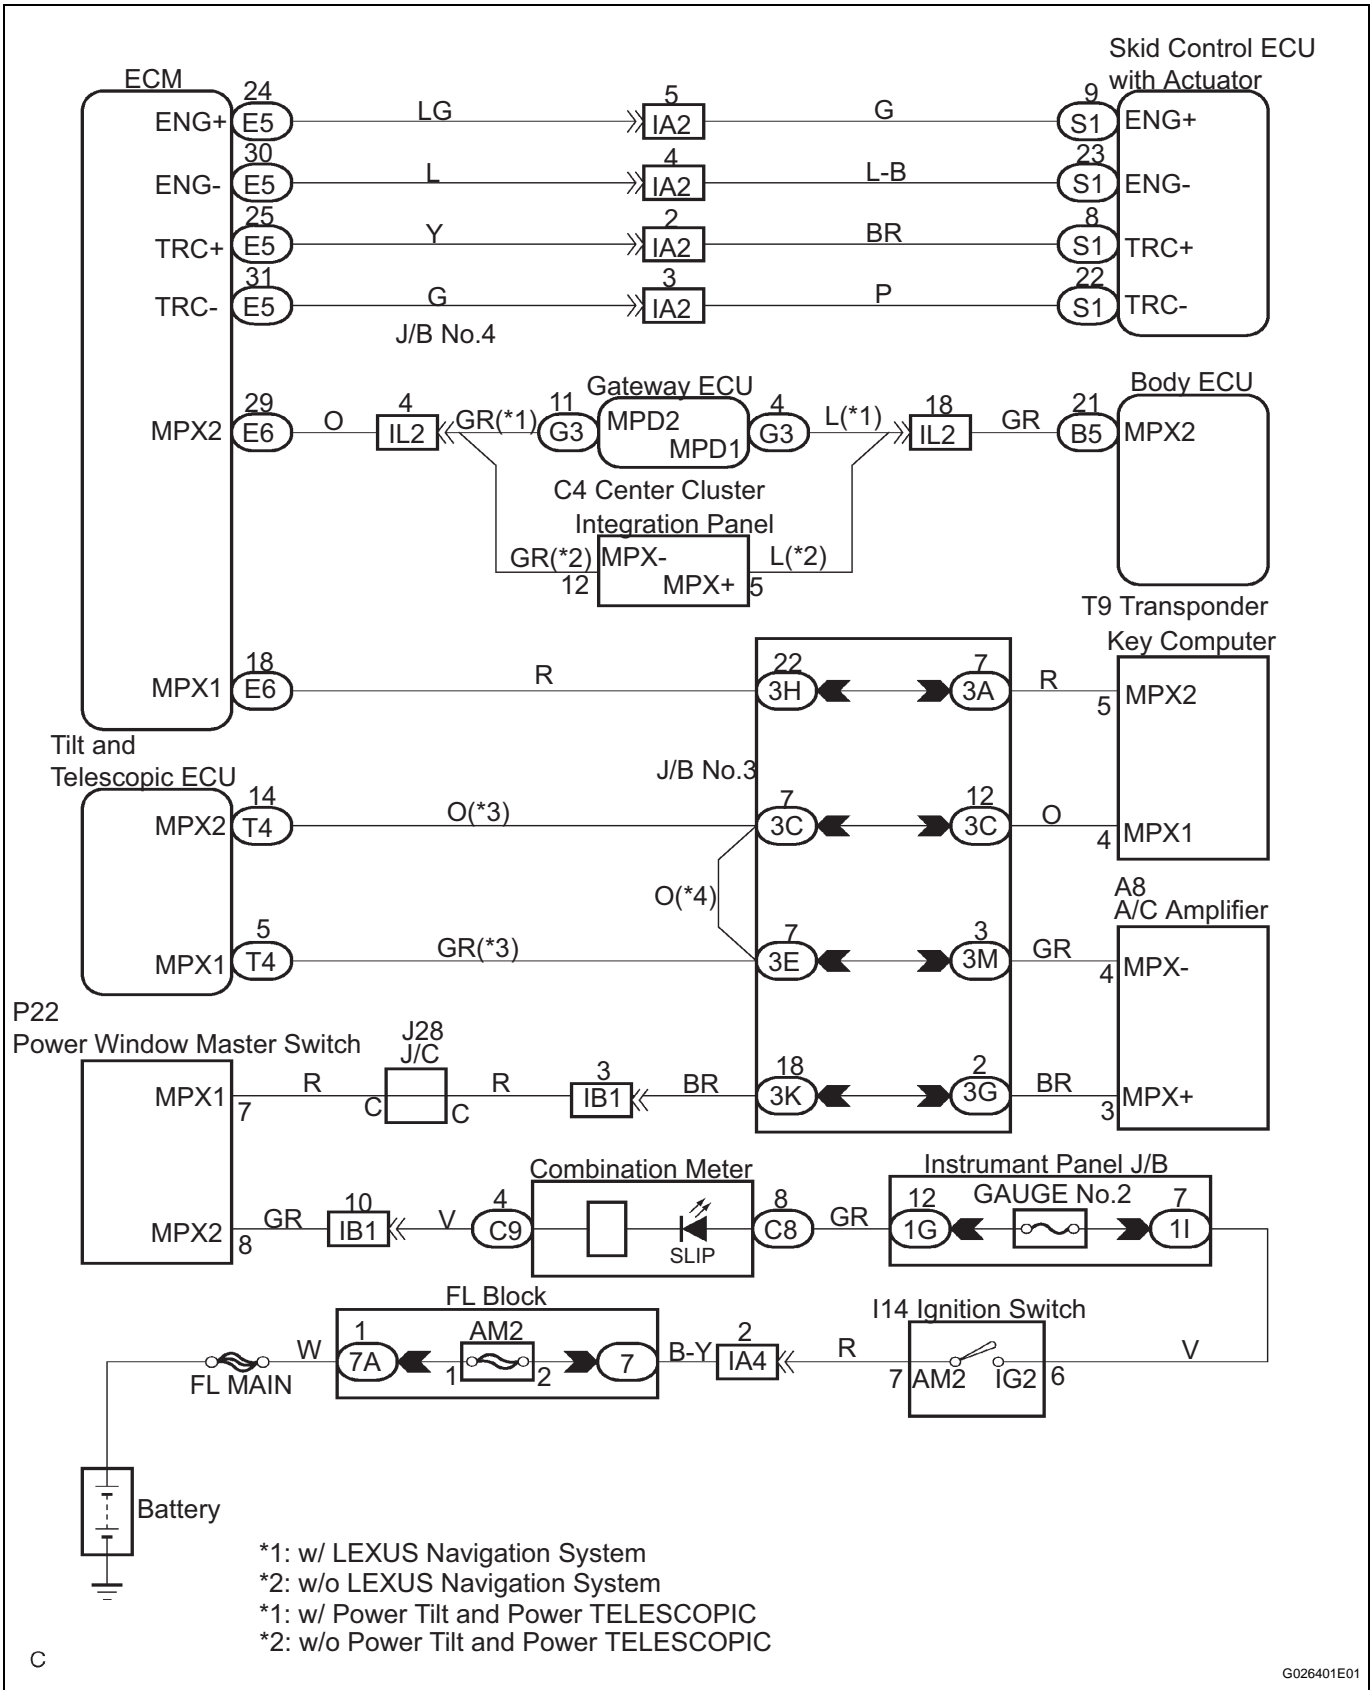 Skid Control ECU
with Actuator
ECM
24
5
9
ENG+ E5 LG IA2 G S1 ENG+
30
4
23
ENG- E5 L IA2 L-B S1 ENG-
25
2
8
TRC+ E5 Y IA2 BR S1 TRC+
31
3
22
TRC- E5 G IA2 P S1 TRC-
J/B No.4
Gateway ECU
Body ECU
29
4
11
4
18
21
MPX2 E6 O IL2 GR(*1) G3 MPD2
MPD1 G3 L(*1) IL2 GR B5 MPX2
C4 Center Cluster
Integration Panel
GR(*2) MPX- L(*2)
12 MPX+ 5
T9 Transponder
Key Computer
18
22
7
MPX1 E6 R 3H 3A R MPX2
5
Tilt and
Telescopic ECU
J/B No.3
14
7
12
MPX2 T4 O(*3) 3C 3C O MPX1
4
O(*4)
A8
A/C Amplifier
5
7
3
MPX1 T4 GR(*3) 3E 3M GR MPX-
4
P22
Power Window Master Switch
J28
J/C
3
18
2
MPX1 R R IB1 BR 3K 3G BR MPX+
7 C C 3
Combination Meter
Instrumant Panel J/B
10
4
8
12
GAUGE No.2
7
MPX2 GR IB1 V C9 C8 GR 1G 1I
8
SLIP
FL Block
I14 Ignition Switch
1
AM2
2
W 7A 7 B-Y IA4 R V
1 2
FL MAIN
7 AM2 IG2 6
Battery
*1: w/ LEXUS Navigation System
*2: w/o LEXUS Navigation System
*1: w/ Power Tilt and Power TELESCOPIC
*2: w/o Power Tilt and Power TELESCOPIC
C
G026401E01